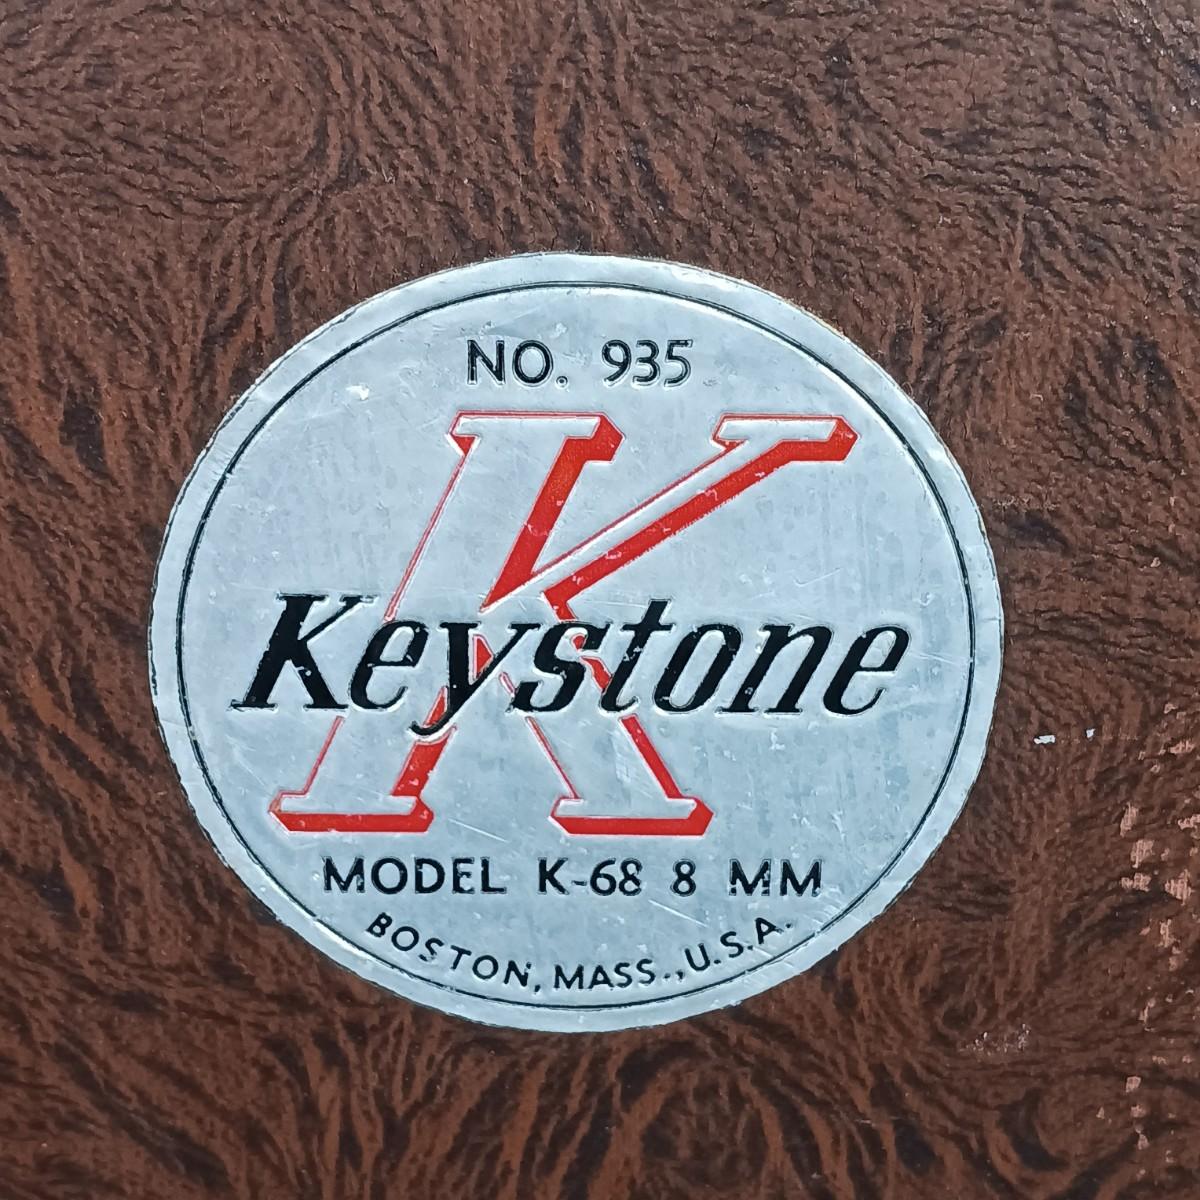 NO. 935
K
Keystone
MODEL K-68 8 MM
BOSTON, MASS., U.S.A.